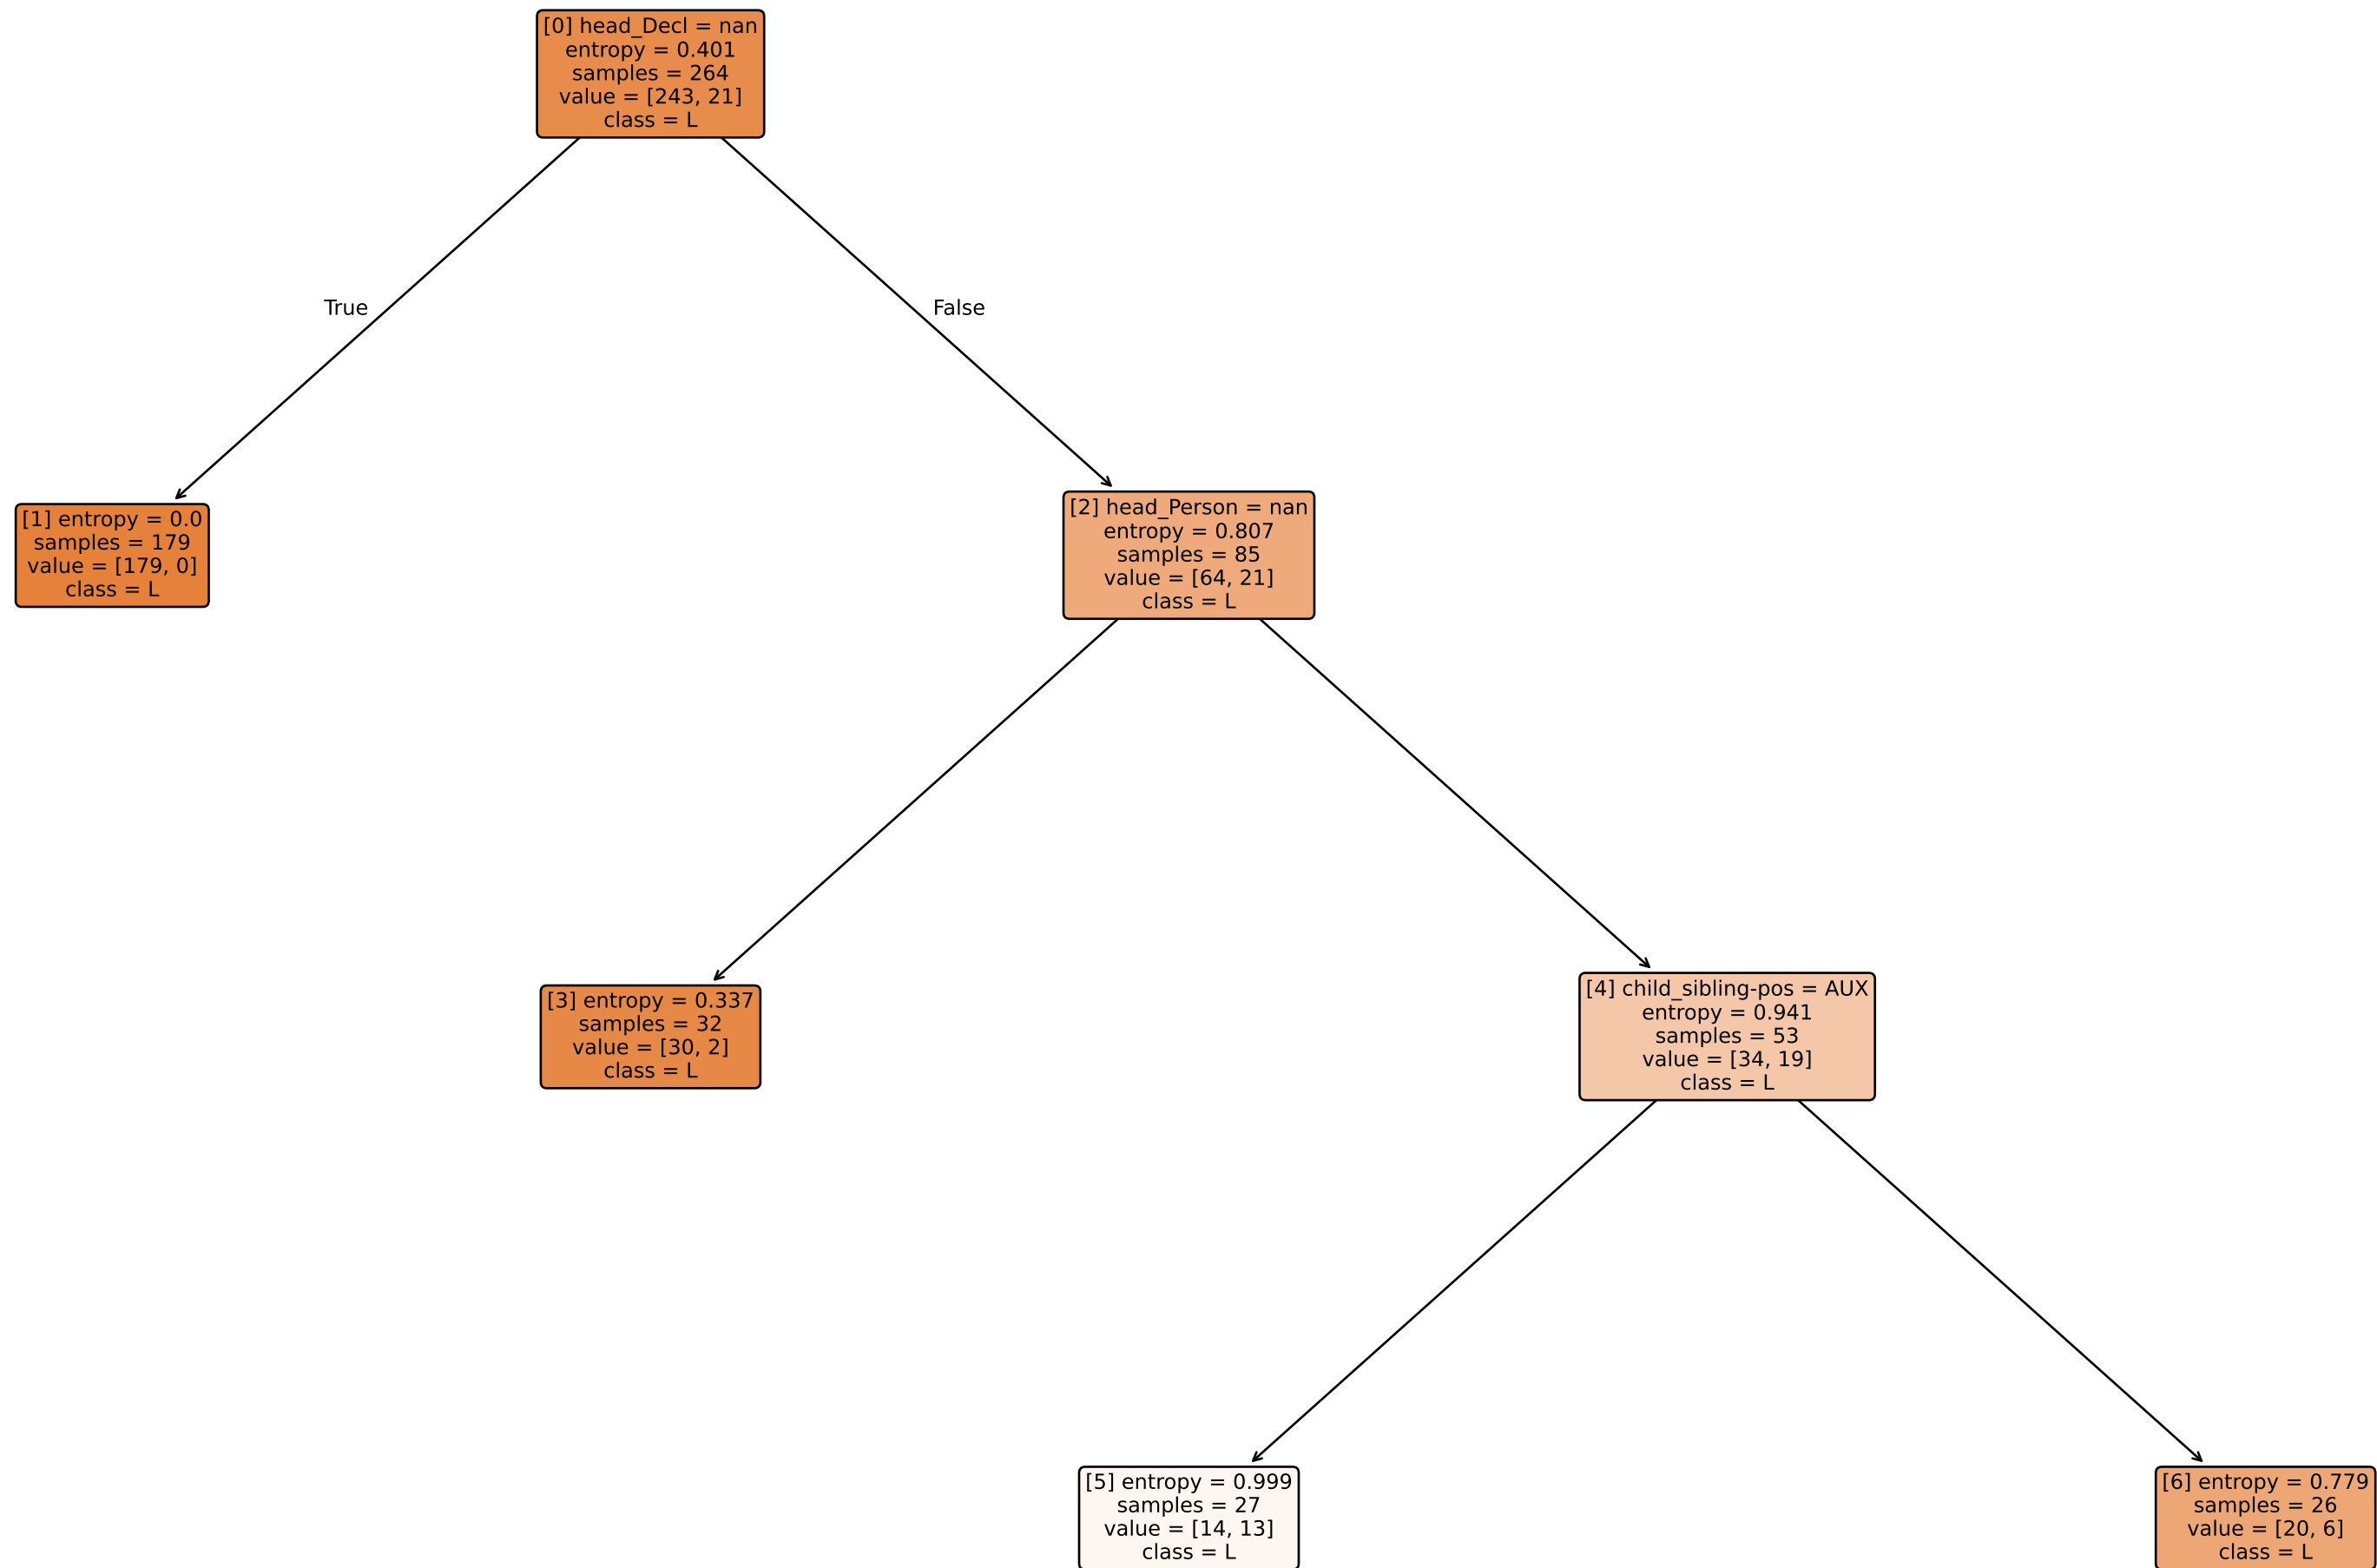 [0] head_Decl = nan
entropy = 0.401
samples = 264
value = [243, 21]
class = L
True
False
[1] entropy = 0.0
samples = 179
value = [179, 0]
class = L
[2] head_Person = nan
entropy = 0.807
samples = 85
value = [64, 21]
class = L
[3] entropy = 0.337
samples = 32
value = [30, 2]
class = L
[4] child_sibling-pos = AUX
entropy = 0.941
samples = 53
value = [34, 19]
class = L
[5] entropy = 0.999
samples = 27
value = [14, 13]
class = L
[6] entropy = 0.779
samples = 26
value = [20, 6]
class = L